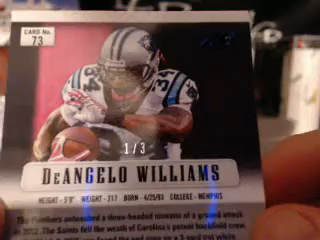 CARD No.
73
34
34
1/3
DEANGELO WILLIAMS
HEIGHT - 5'9" WEIGHT - 217 BORN - 4/25/83 COLLEGE - MEMPHIS
The Panthers unleashed a three-headed monster of a ground attack
in 2012. The Saints felt the wrath of Carolina's potent backfield crew